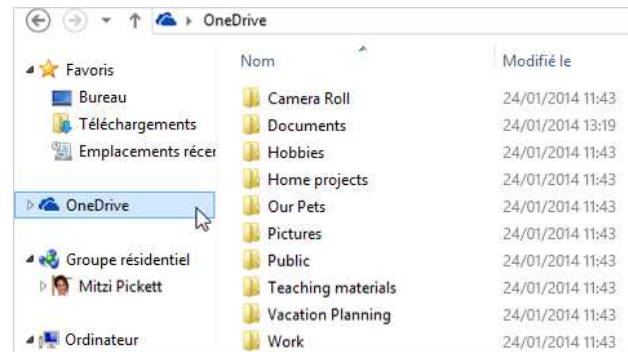 OneDrive
Favoris
Bureau
Téléchargements
Emplacements récer
OneDrive
Groupe résidentiel
Mitzi Pickett
Ordinateur
Nom Modifié le
Camera Roll 24/01/2014 11:43
Documents 24/01/2014 13:19
Hobbies 24/01/2014 11:43
Home projects 24/01/2014 11:43
Our Pets 24/01/2014 11:43
Pictures 24/01/2014 11:43
Public 24/01/2014 11:43
Teaching materials 24/01/2014 11:43
Vacation Planning 24/01/2014 11:43
Work 24/01/2014 11:43